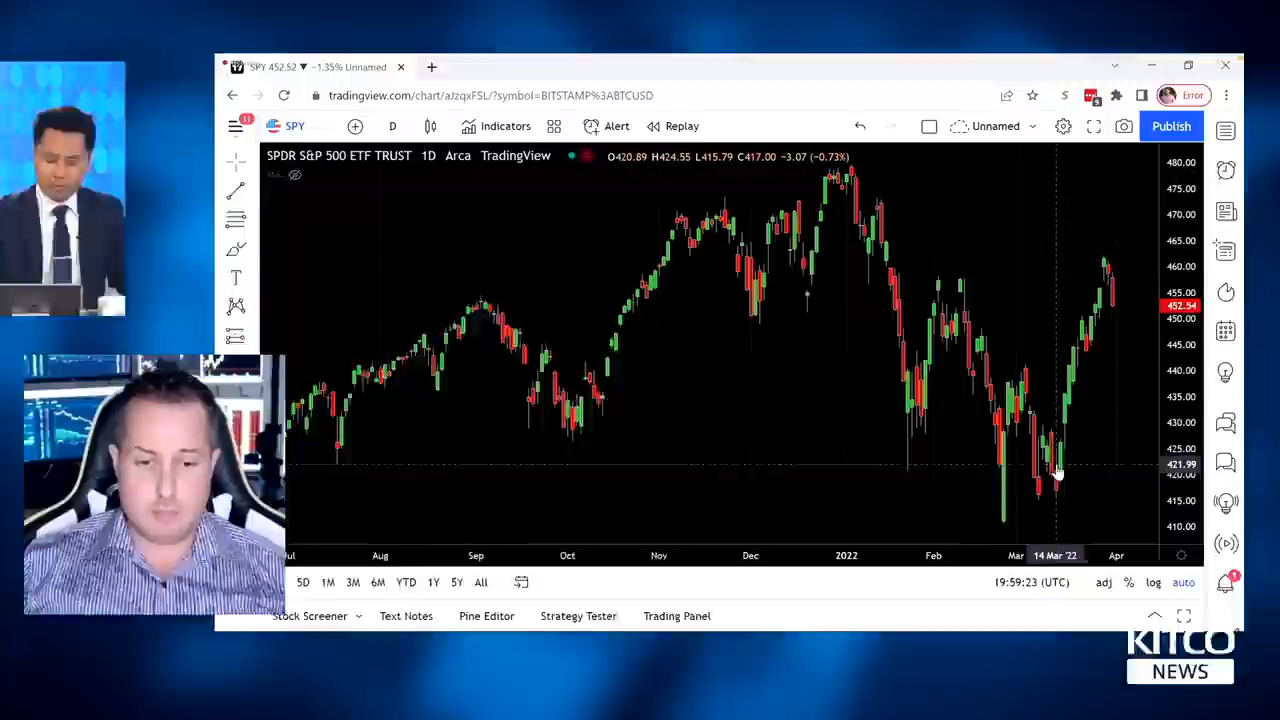 SPY 452.52 ▼ −1.35% Unnamed
tradingview.com/chart/aJzqxFSL/?symbol=BITSTAMP%3ABTCUSD
Error
11
SPY
D
Indicators
Alert
Replay
Unnamed
Publish
SPDR S&P 500 ETF TRUST 1D Arca TradingView
O420.89 H424.55 L415.79 C417.00 −3.07 (−0.73%)
480.00
475.00
470.00
465.00
460.00
455.00
452.54
450.00
445.00
440.00
435.00
430.00
425.00
421.99
420.00
415.00
410.00
Jul
Aug
Sep
Oct
Nov
Dec
2022
Feb
Mar
14 Mar '22
Apr
5D 1M 3M 6M YTD 1Y 5Y All
19:59:23 (UTC)
adj % log auto
Stock Screener
Text Notes
Pine Editor
Strategy Tester
Trading Panel
KITCO
NEWS